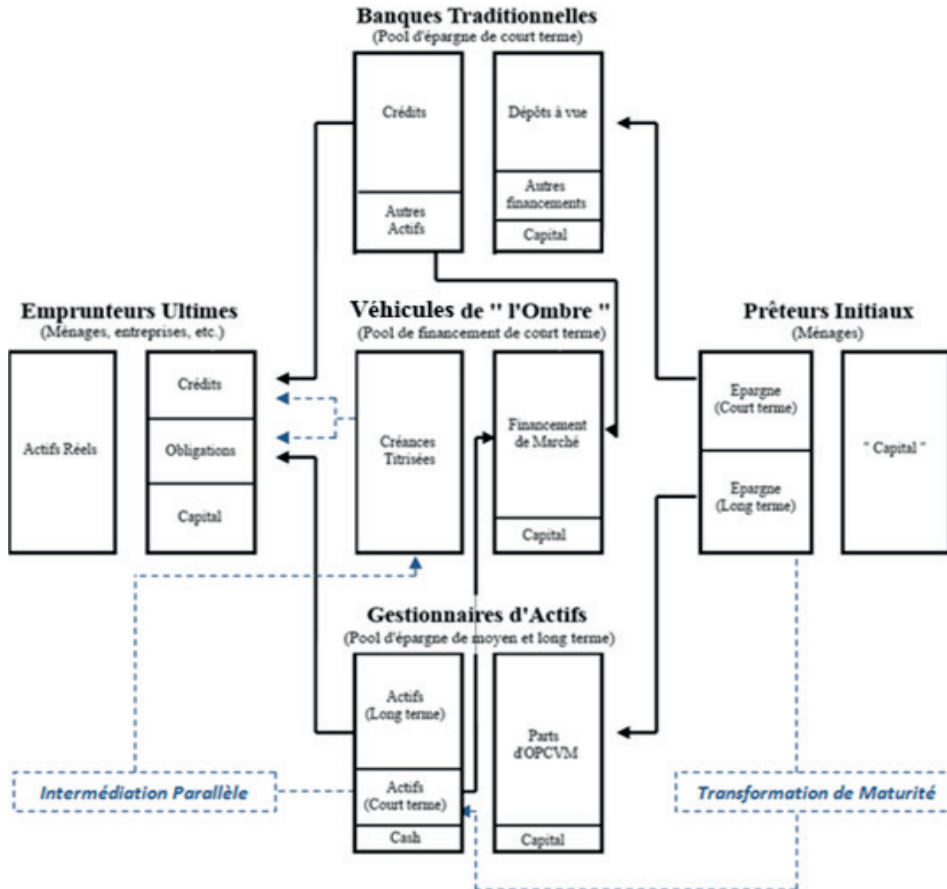 Banques Traditionnelles
(Pool d'épargne de court terme)
Crédits
Dépôts à vue
Autres
financements
Autres
Actifs
Capital
Emprunteurs Ultimes
(Ménages, entreprises, etc.)
Véhicules de " l'Ombre "
(Pool de financement de court terme)
Prêteurs Initiaux
(Ménages)
Actifs Réels
Crédits
Obligations
Capital
Créances
Titrisées
Financement
de Marché
Capital
Epargne
(Court terme)
Epargne
(Long terme)
" Capital "
Gestionnaires d'Actifs
(Pool d'épargne de moyen et long terme)
Actifs
(Long terme)
Parts
d'OPCVM
Actifs
(Court terme)
Cash
Capital
Intermédiation Parallèle
Transformation de Maturité